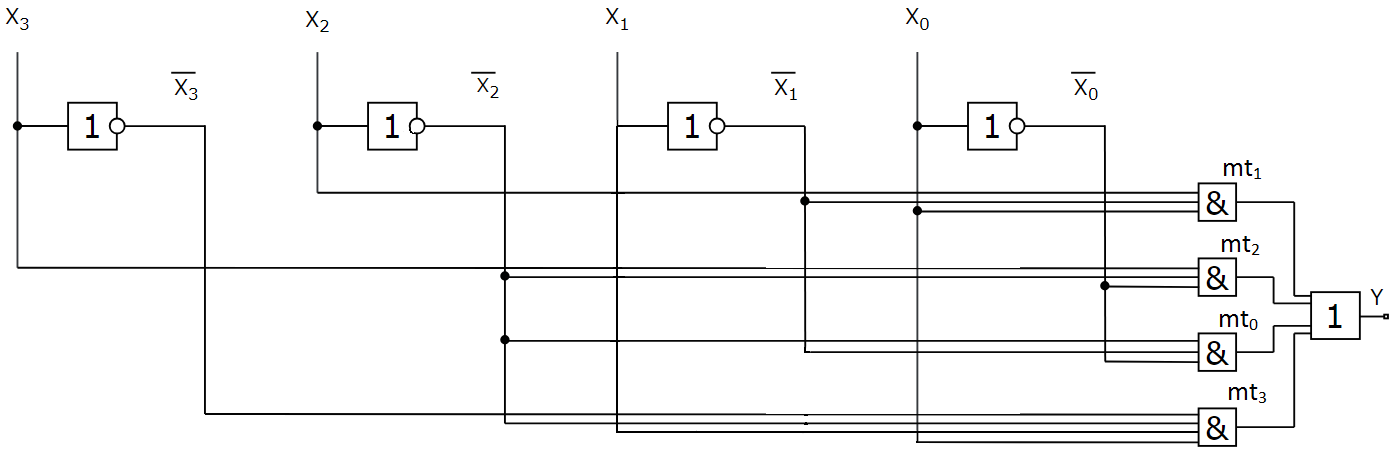 X₃ X₂ X₁ X₀
X̅₃ X̅₂ X̅₁ X̅₀
1 1 1 1
mt₁
&
mt₂
&
Y
mt₀
1
&
mt₃
&